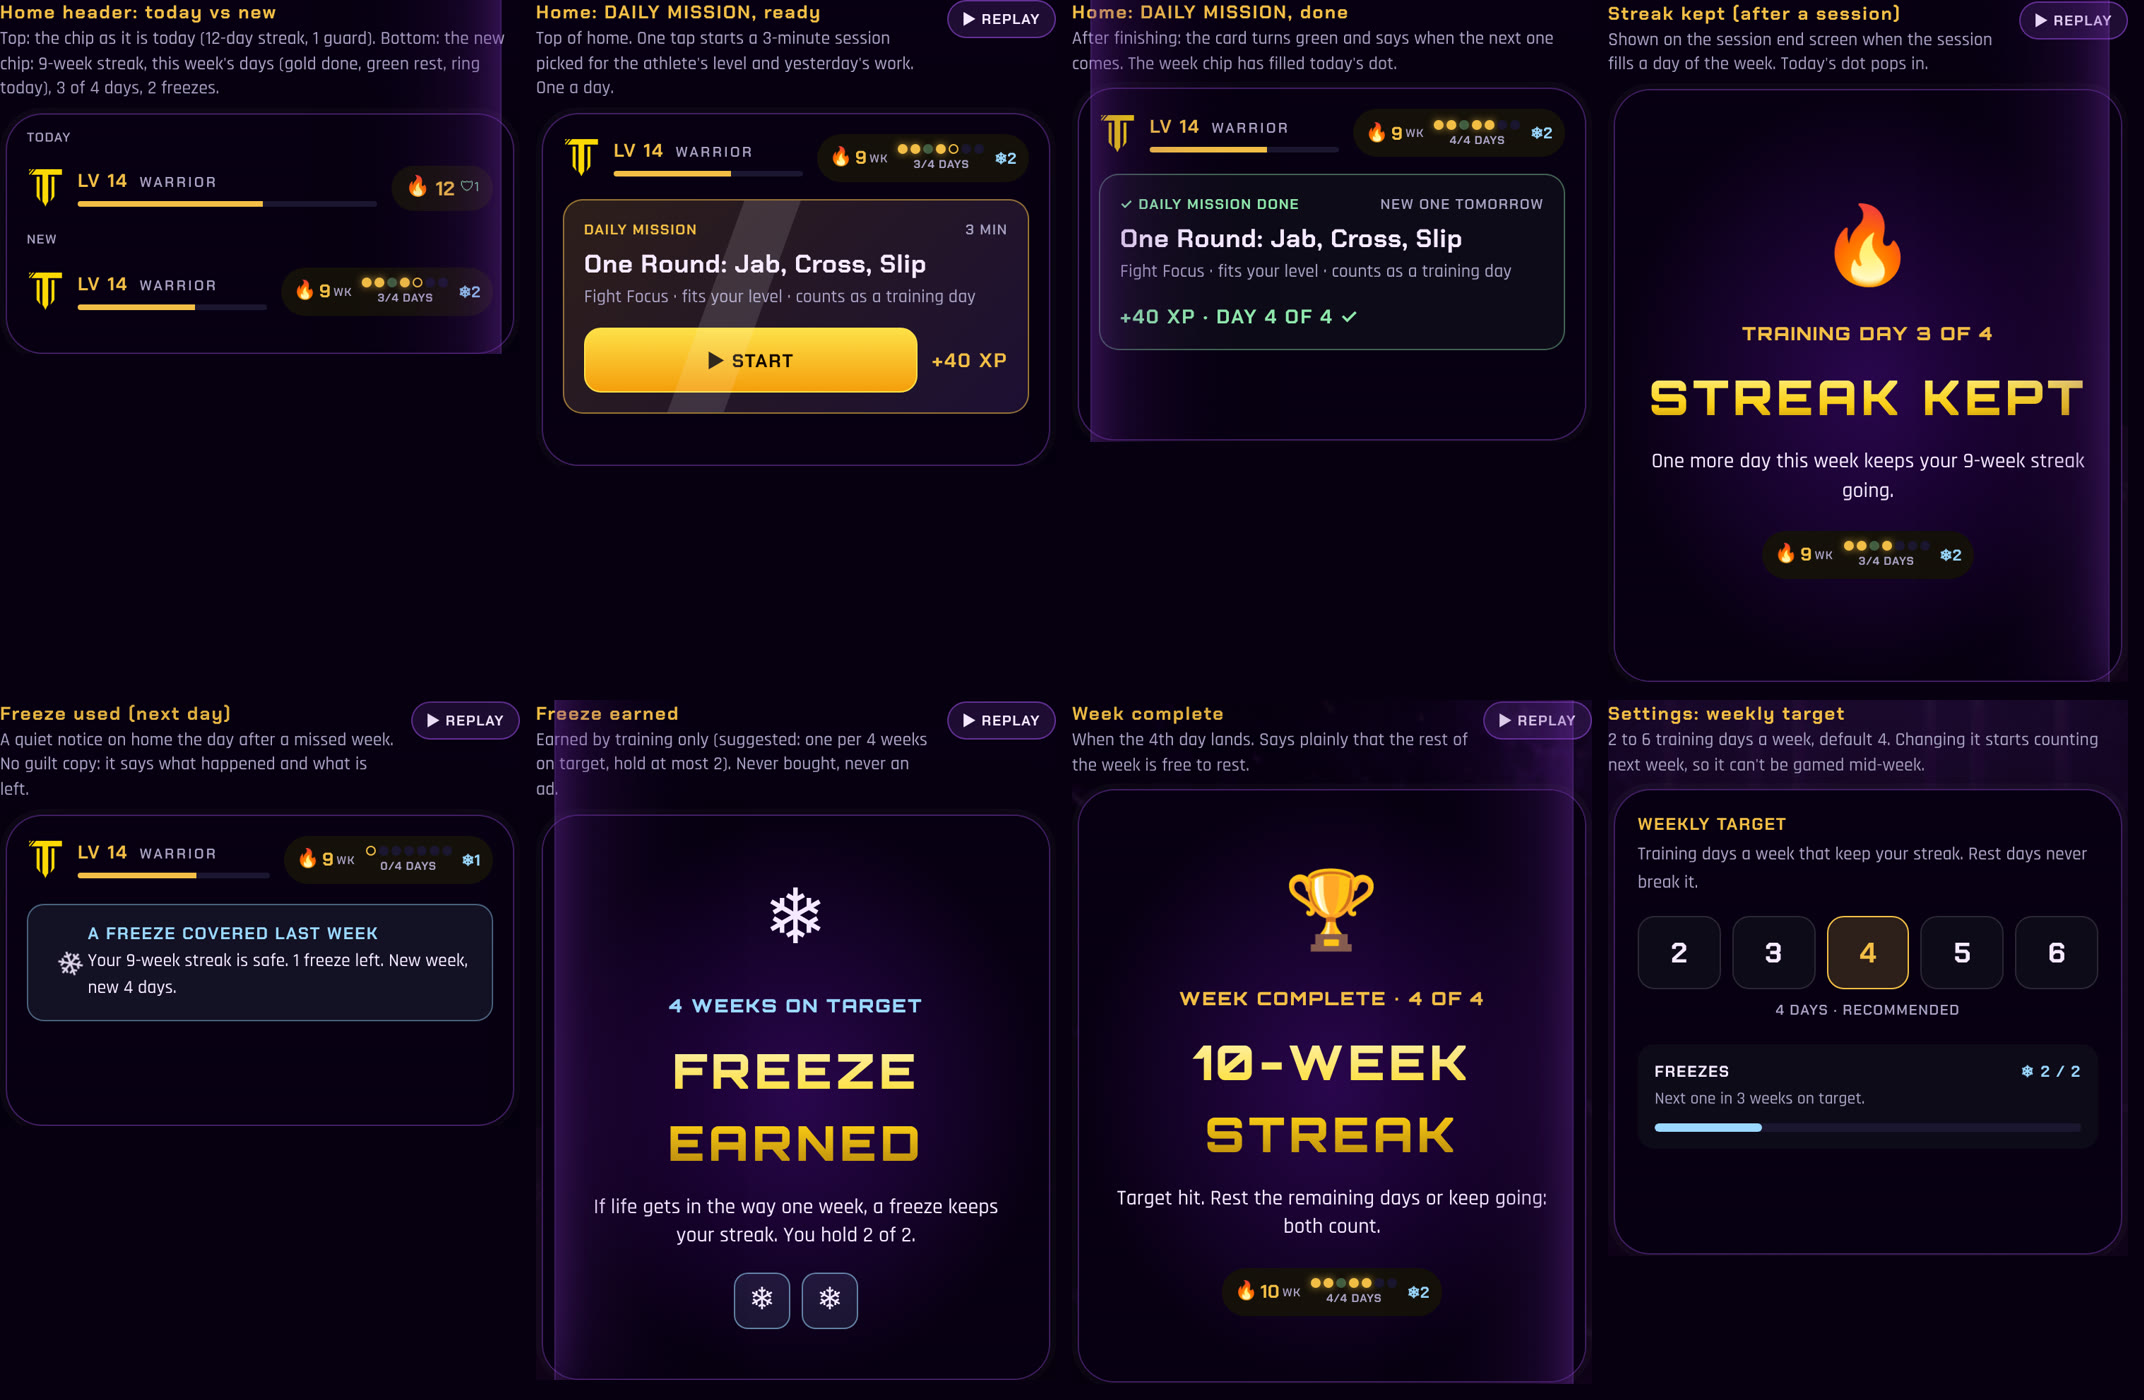 Home header: today vs new
Top: the chip as it is today (12-day streak, 1 guard). Bottom: the new
chip: 9-week streak, this week's days (gold done, green rest, ring
today), 3 of 4 days, 2 freezes.
TODAY
LV 14 WARRIOR
🔥 12 🛡1
NEW
LV 14 WARRIOR
🔥 9 WK
3/4 DAYS
❄2
Home: DAILY MISSION, ready
▶ REPLAY
Top of home. One tap starts a 3-minute session
picked for the athlete's level and yesterday's work.
One a day.
LV 14 WARRIOR
🔥 9 WK
3/4 DAYS
❄2
DAILY MISSION
3 MIN
One Round: Jab, Cross, Slip
Fight Focus · fits your level · counts as a training day
▶ START
+40 XP
Home: DAILY MISSION, done
After finishing: the card turns green and says when the next one
comes. The week chip has filled today's dot.
LV 14 WARRIOR
🔥 9 WK
4/4 DAYS
❄2
✓ DAILY MISSION DONE
NEW ONE TOMORROW
One Round: Jab, Cross, Slip
Fight Focus · fits your level · counts as a training day
+40 XP · DAY 4 OF 4 ✓
Streak kept (after a session)
▶ REPLAY
Shown on the session end screen when the session
fills a day of the week. Today's dot pops in.
TRAINING DAY 3 OF 4
STREAK KEPT
One more day this week keeps your 9-week streak
going.
🔥 9 WK
3/4 DAYS
❄2
Freeze used (next day)
▶ REPLAY
A quiet notice on home the day after a missed week.
No guilt copy: it says what happened and what is
left.
LV 14 WARRIOR
🔥 9 WK
0/4 DAYS
❄1
A FREEZE COVERED LAST WEEK
Your 9-week streak is safe. 1 freeze left. New week,
new 4 days.
Freeze earned
▶ REPLAY
Earned by training only (suggested: one per 4 weeks
on target, hold at most 2). Never bought, never an
ad.
4 WEEKS ON TARGET
FREEZE
EARNED
If life gets in the way one week, a freeze keeps
your streak. You hold 2 of 2.
Week complete
▶ REPLAY
When the 4th day lands. Says plainly that the rest of
the week is free to rest.
WEEK COMPLETE · 4 OF 4
10-WEEK
STREAK
Target hit. Rest the remaining days or keep going:
both count.
🔥 10 WK
4/4 DAYS
❄2
Settings: weekly target
2 to 6 training days a week, default 4. Changing it starts counting
next week, so it can't be gamed mid-week.
WEEKLY TARGET
Training days a week that keep your streak. Rest days never
break it.
2 3 4 5 6
4 DAYS · RECOMMENDED
FREEZES
❄ 2 / 2
Next one in 3 weeks on target.